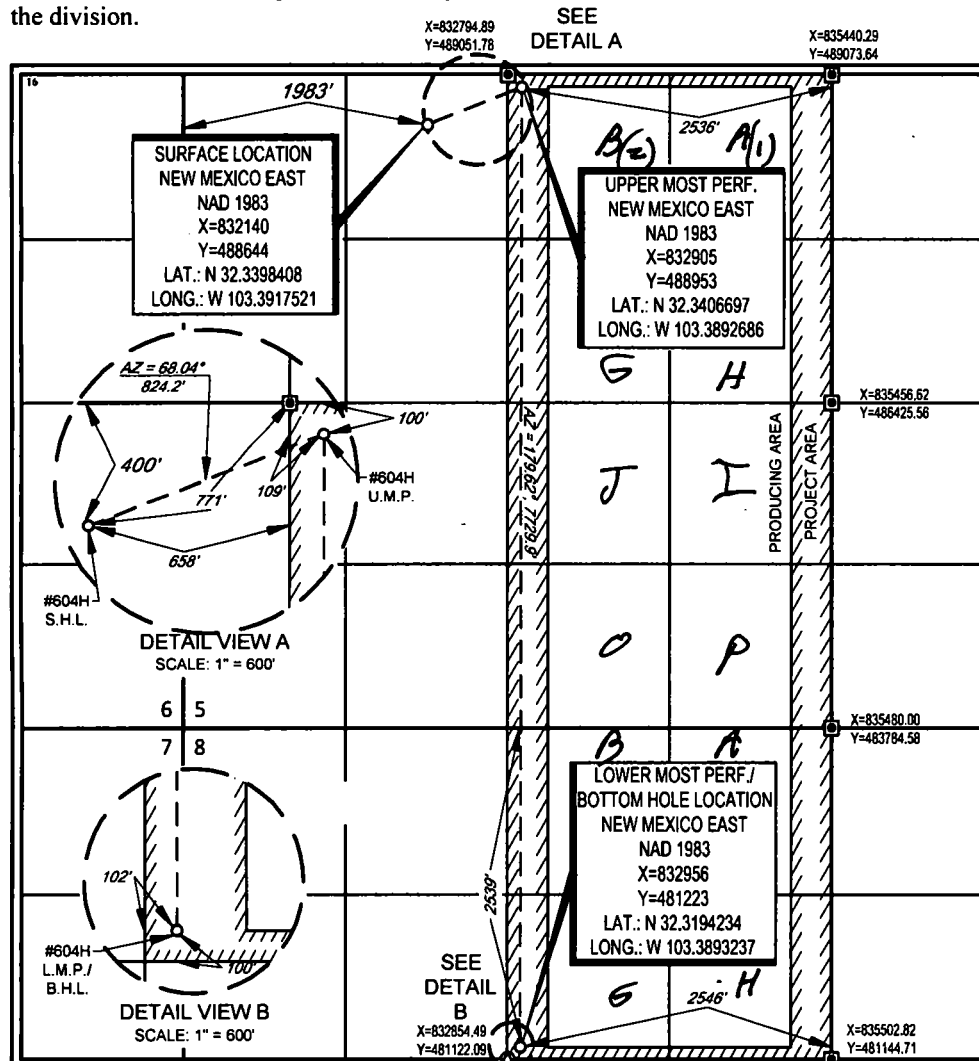 the division.
X=832794.89
Y=489051.78
SEE
DETAIL A
X=835440.29
Y=489073.64
16
1983'
2536'
B(2)
A(1)
SURFACE LOCATION
NEW MEXICO EAST
NAD 1983
X=832140
Y=488644
LAT.: N 32.3398408
LONG.: W 103.3917521
UPPER MOST PERF.
NEW MEXICO EAST
NAD 1983
X=832905
Y=488953
LAT.: N 32.3406697
LONG.: W 103.3892686
G
H
AZ = 68.04°
824.2'
100'
400'
771'
109'
#604H
U.M.P.
658'
#604H
S.H.L.
DETAIL VIEW A
SCALE: 1" = 600'
AZ = 179.62°, 7729.9'
X=835456.62
Y=486425.56
J
I
PRODUCING AREA
PROJECT AREA
O
P
6 5
7 8
X=835480.00
Y=483784.58
B
A
LOWER MOST PERF./
BOTTOM HOLE LOCATION
NEW MEXICO EAST
NAD 1983
X=832956
Y=481223
LAT.: N 32.3194234
LONG.: W 103.3893237
102'
#604H
L.M.P./
B.H.L.
100'
DETAIL VIEW B
SCALE: 1" = 600'
2539'
SEE
DETAIL
B
X=832854.49
Y=481122.09
G
H
2546'
X=835502.82
Y=481144.71